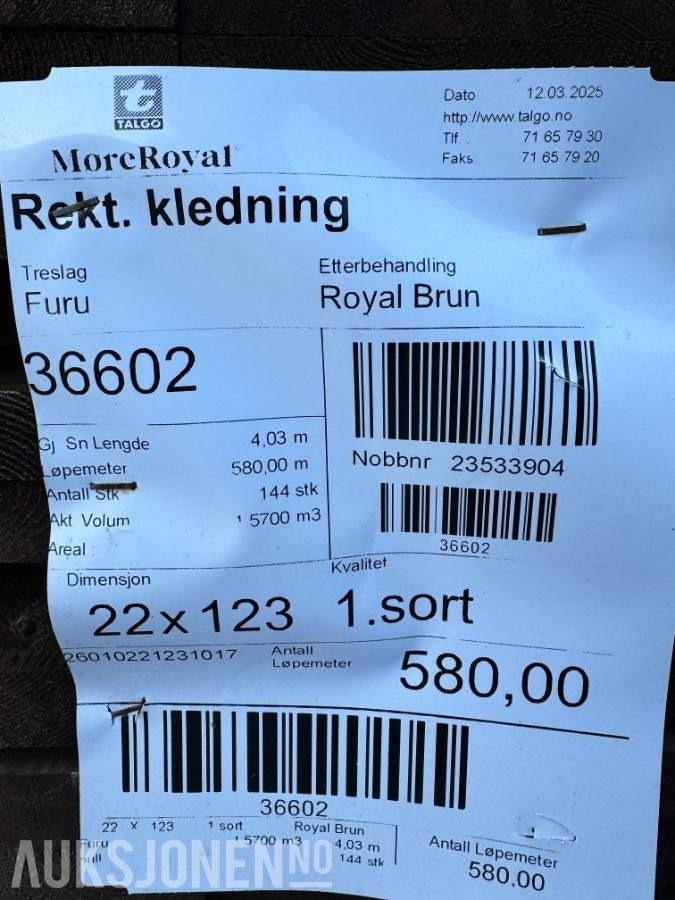 TALGO
MoreRoyal
Dato 12.03.2025
http://www.talgo.no
Tlf. 71 65 79 30
Faks 71 65 79 20
Rekt. kledning
Treslag
Furu
Etterbehandling
Royal Brun
36602
Gj Sn Lengde 4,03 m
Løpemeter 580,00 m
Antall Stk 144 stk
Akt Volum 1 5700 m3
Areal :
Nobbnr 23533904
36602
Dimensjon
22 x 123
Kvalitet
1.sort
26010221231017
Antall
Løpemeter
580,00
36602
22 x 123 1 sort Royal Brun
Furu 1 5700 m3 4,03 m
null 144 stk
Antall Løpemeter
580.00
AUKSJONEN.NO